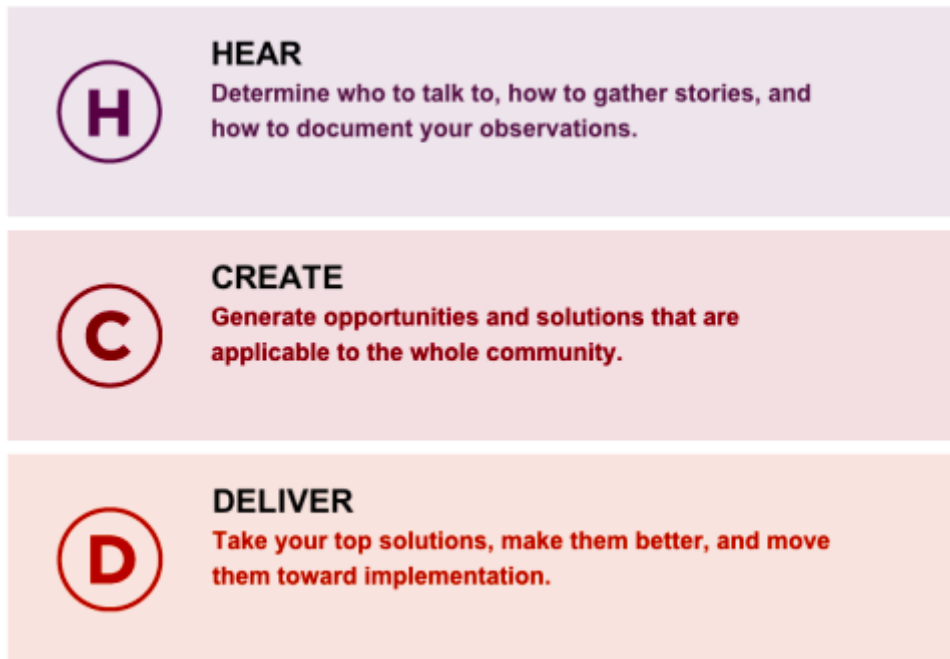 H
HEAR
Determine who to talk to, how to gather stories, and
how to document your observations.
C
CREATE
Generate opportunities and solutions that are
applicable to the whole community.
D
DELIVER
Take your top solutions, make them better, and move
them toward implementation.